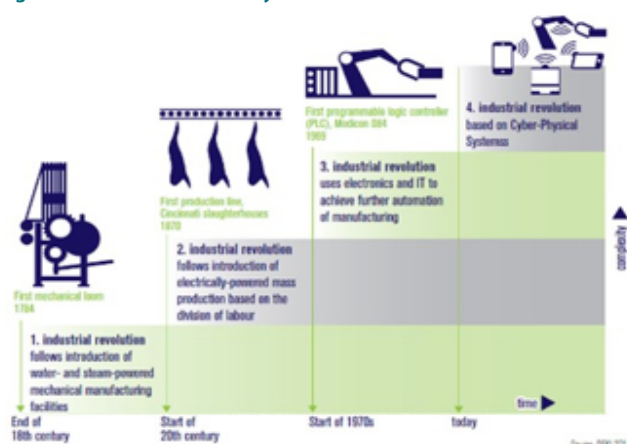 4. industrial revolution
based on Cyber-Physical
Systemss
First programmable logic controller
(PLC), Modicon 084
1969
3. industrial revolution
uses electronics and IT to
achieve further automation
of manufacturing
First production line,
Cincinnati slaughterhouses
1870
2. industrial revolution
follows introduction of
electrically-powered mass
production based on the
division of labour
First mechanical loom
1784
1. industrial revolution
follows introduction of
water- and steam-powered
mechanical manufacturing
facilities
complexity
time
End of
18th century
Start of
20th century
Start of 1970s
today